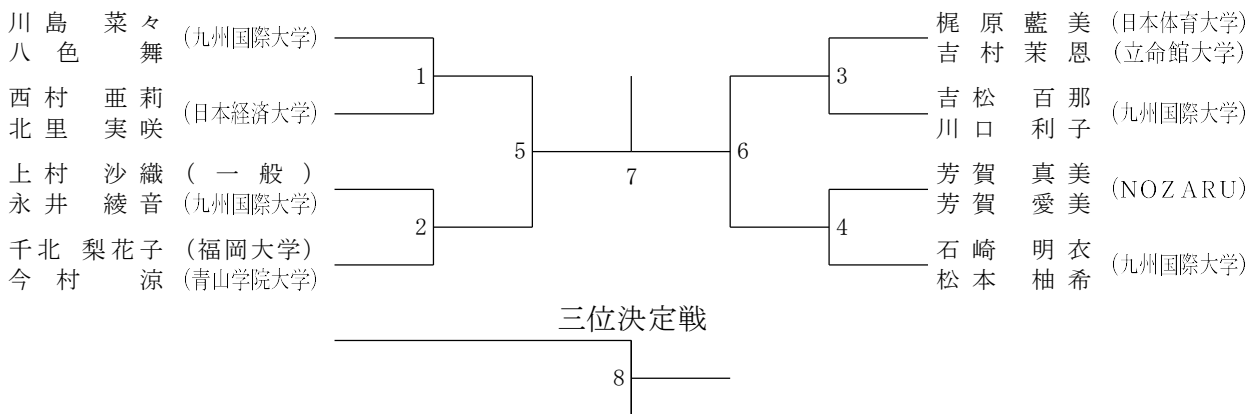 川島 菜々 (九州国際大学)
八色 舞
1
西村 亜莉 (日本経済大学)
北里 実咲
5
上村 沙織 (一般)
永井 綾音 (九州国際大学)
2
千北 梨花子 (福岡大学)
今村 涼 (青山学院大学)
7
梶原藍美 (日本体育大学)
吉村茉恩 (立命館大学)
3
吉松 百那 (九州国際大学)
川口 利子
6
芳賀 真美 (NOZARU)
芳賀 愛美
4
石崎 明衣 (九州国際大学)
松本 柚希
三位決定戦
8